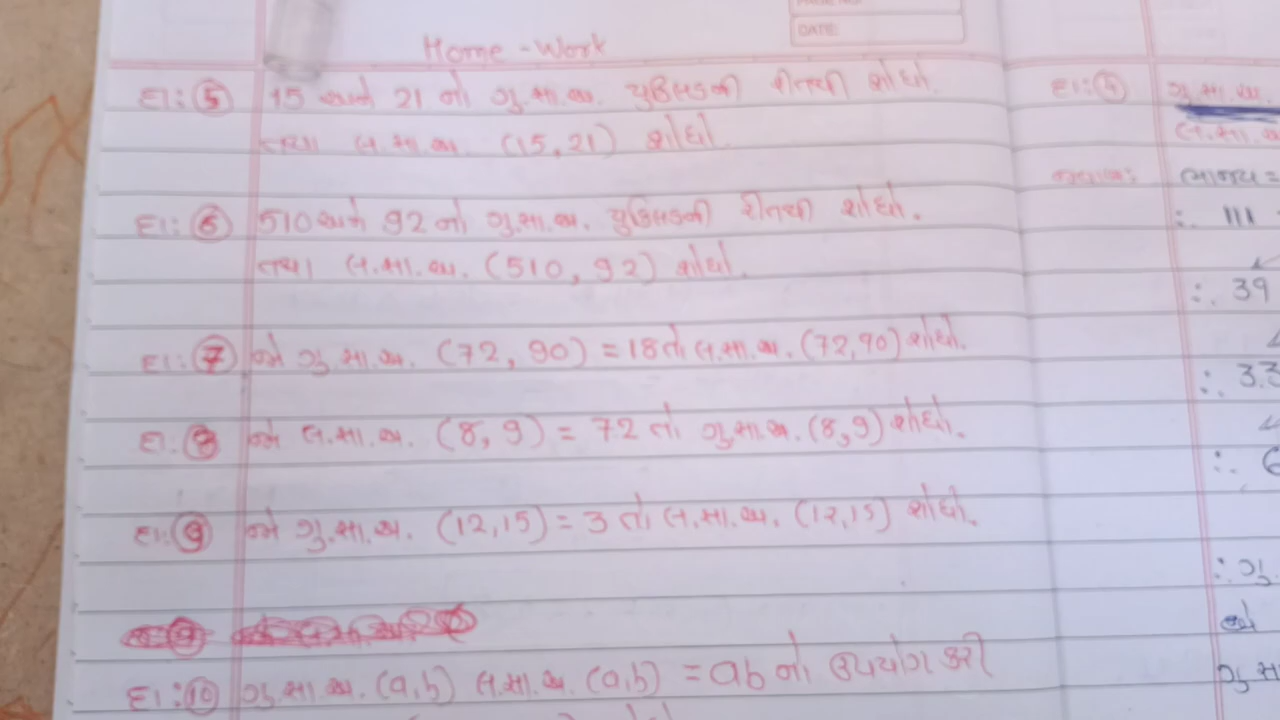 Home - Work
DATE:
દા: 5 15 અને 21 નો ગુ.સા.અ. યુક્લિડની રીતથી શોધો.
તથા લ.સા.અ. (15,21) શોધો.
દા: 6 510 અને 92 નો ગુ.સા.અ. યુક્લિડની રીતથી શોધો.
તથા લ.સા.અ. (510, 92) શોધો.
દા: 7 જો ગુ.સા.અ. (72, 90) = 18 તો લ.સા.અ. (72,90) શોધો.
દા. 8 જો લ.સા.અ. (8, 9) = 72 તો ગુ.સા.અ. (8,9) શોધો.
દા: 9 જો ગુ.સા.અ. (12,15) = 3 તો લ.સા.અ. (12,15) શોધો.
દા: 10 ગુ.સા.અ. (a,b) લ.સા.અ. (a,b) = ab નો ઉપયોગ કરી
દા: ગુ.સા.અ.
લ.સા.અ
જવાબ: ભાજ્ય =
∴ 111
∴ 39
∴ 33
∴ 6
∴ ગુ.
ગુ.સા